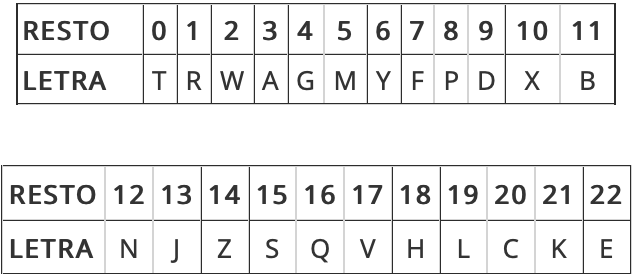 RESTO 0 1 2 3 4 5 6 7 8 9 10 11
LETRA T R W A G M Y F P D X B
RESTO 12 13 14 15 16 17 18 19 20 21 22
LETRA N J Z S Q V H L C K E